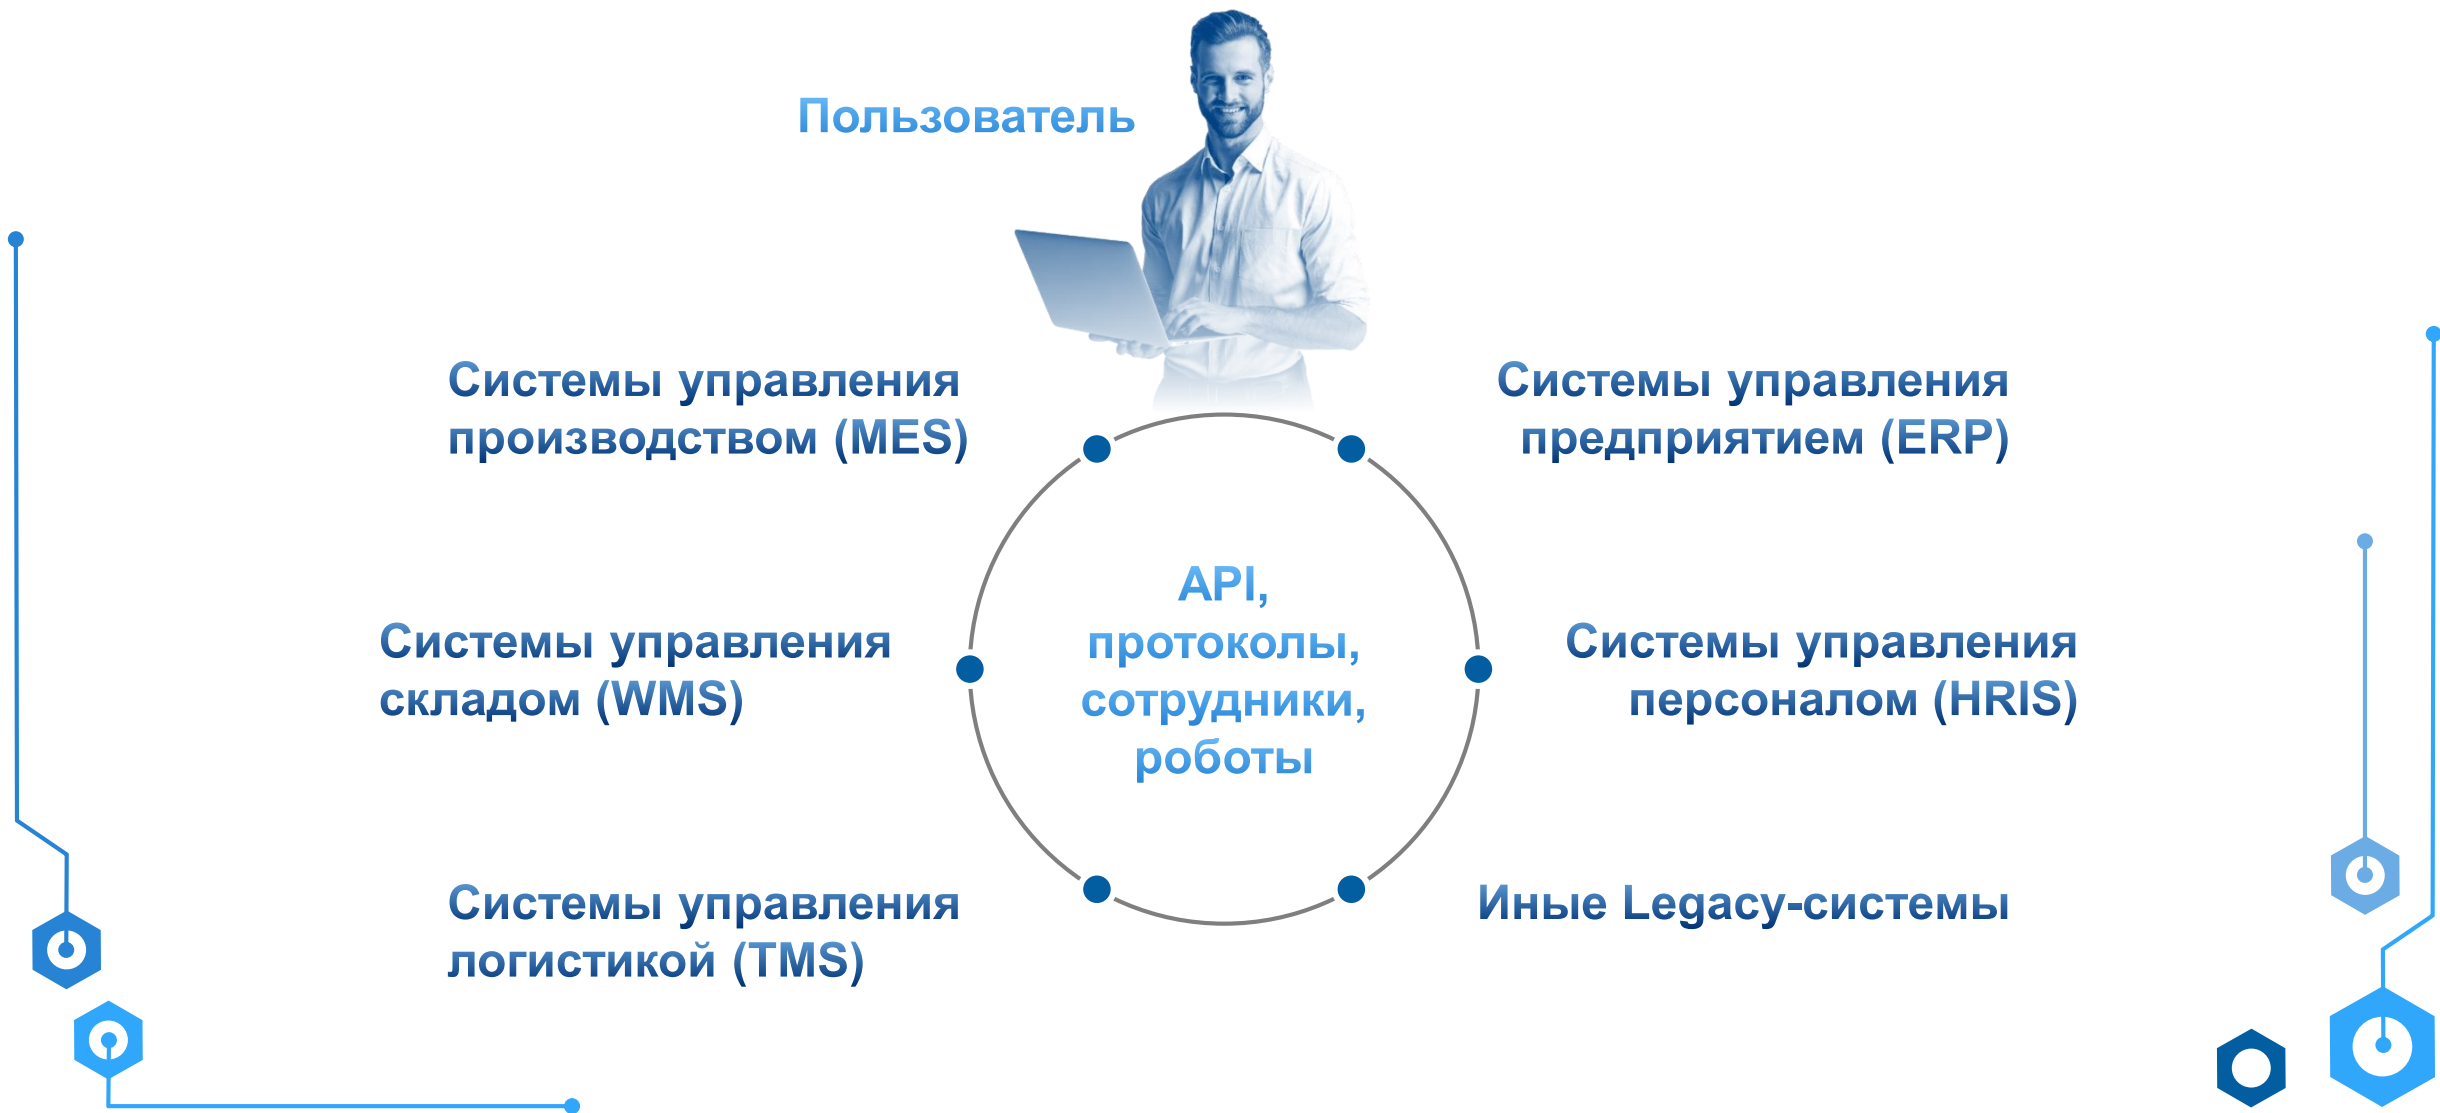 Пользователь
Системы управления
производством (MES)
Системы управления
предприятием (ERP)
API,
протоколы,
сотрудники,
роботы
Системы управления
складом (WMS)
Системы управления
персоналом (HRIS)
Системы управления
логистикой (TMS)
Иные Legacy-системы